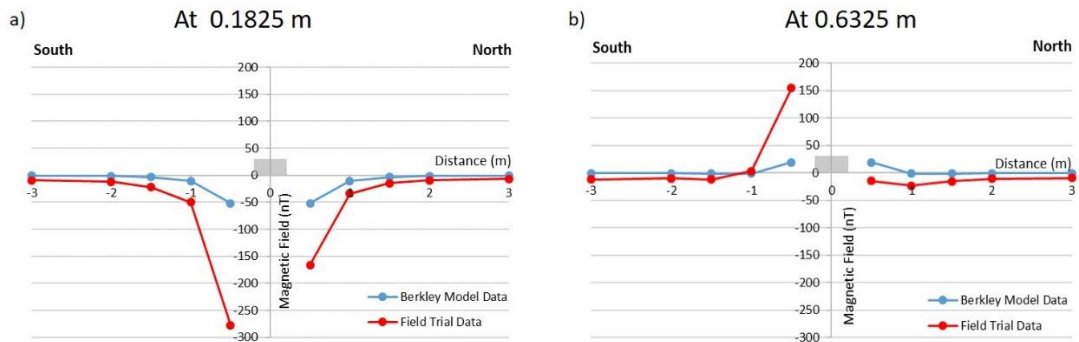 a)
At 0.1825 m
South
North
200
150
100
50
0
-50
-100
-150
-200
-250
-300
-3
-2
-1
0
1
2
3
Distance (m)
Magnetic Field (nT)
Berkley Model Data
Field Trial Data
b)
At 0.6325 m
South
North
200
150
100
50
0
-50
-100
-150
-200
-250
-300
-3
-2
-1
0
1
2
3
Distance (m)
Magnetic Field (nT)
Berkley Model Data
Field Trial Data